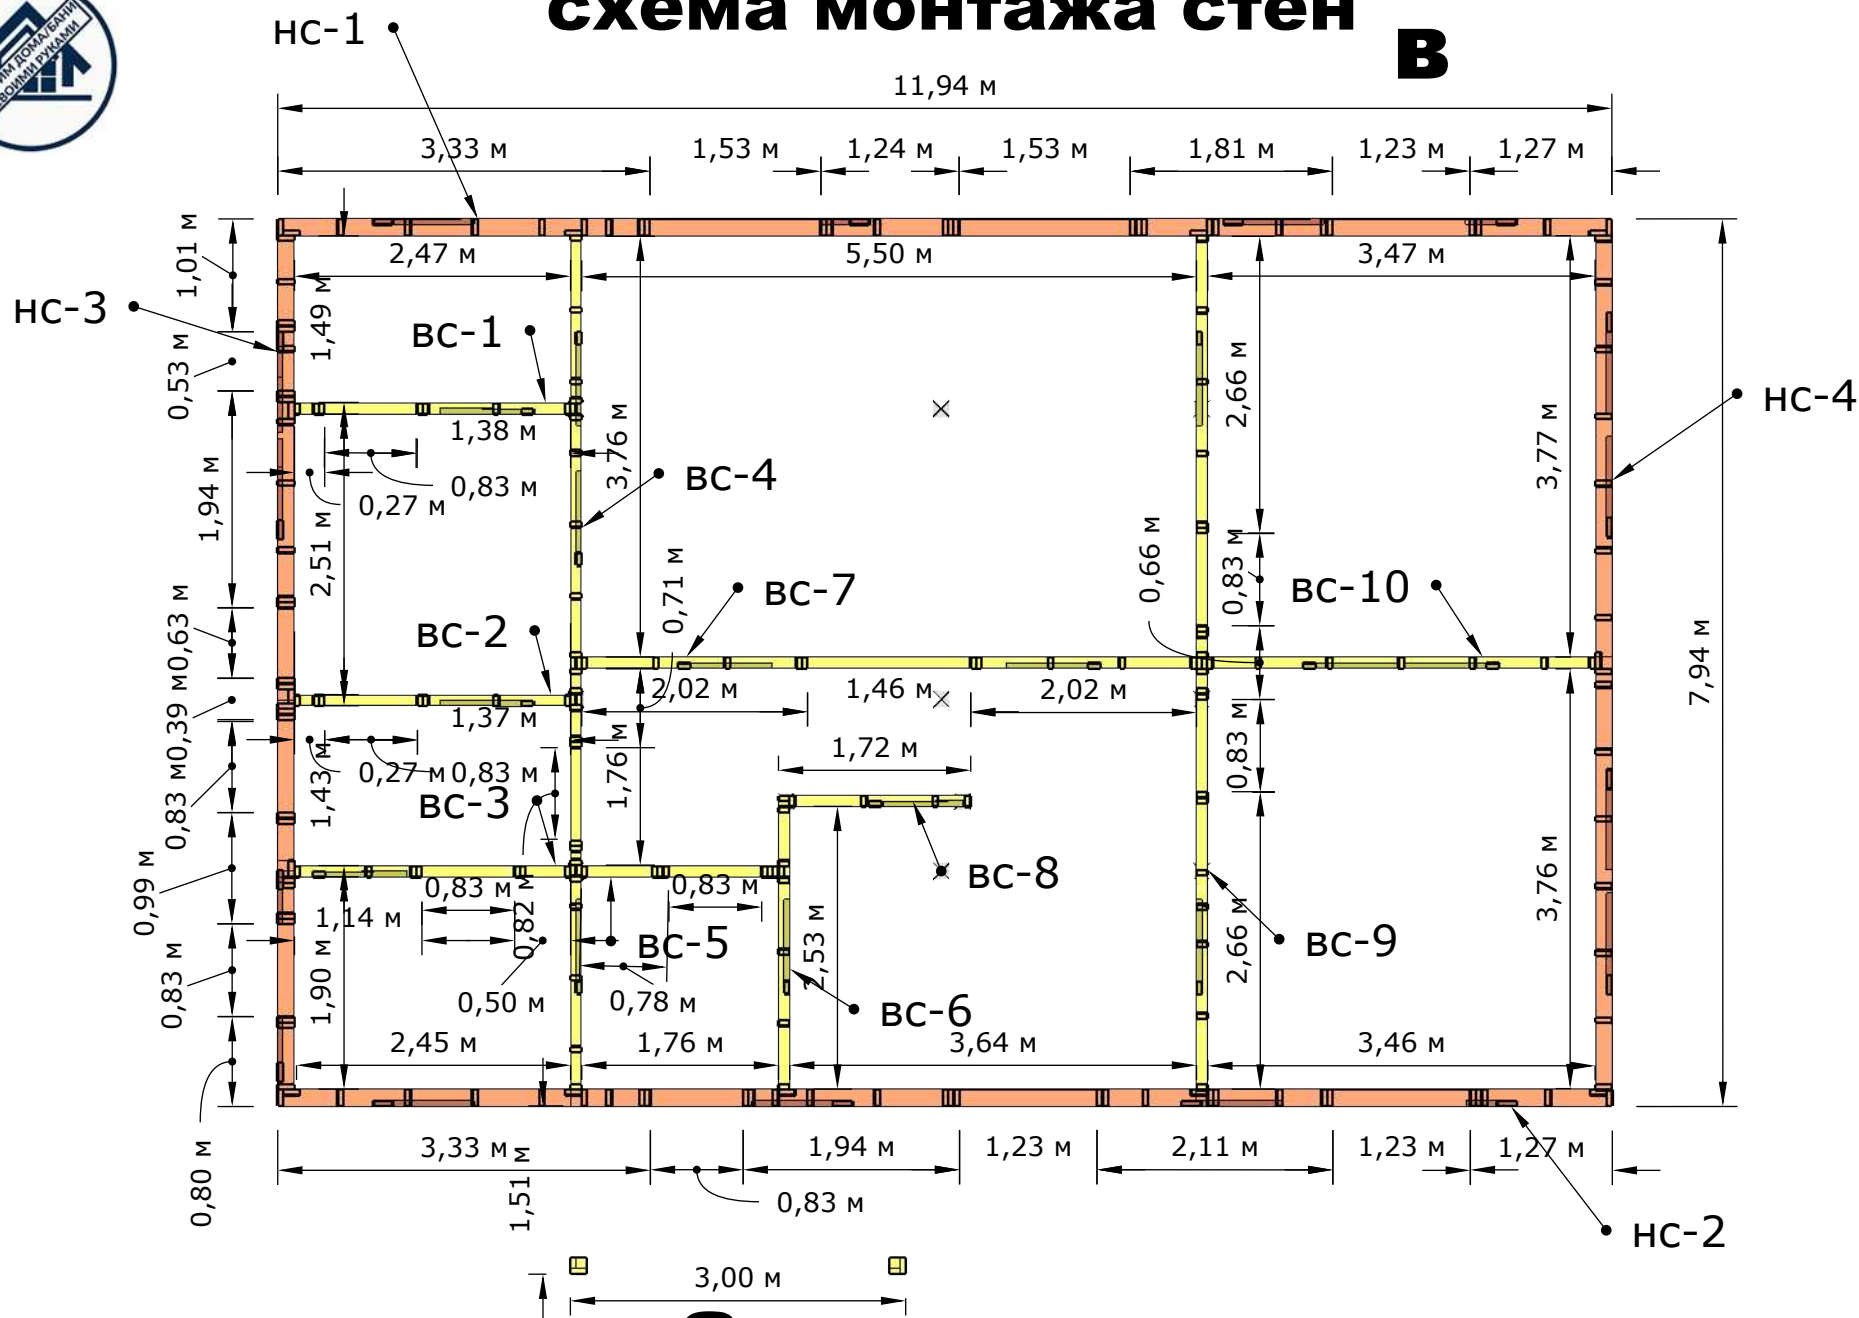 схема монтажа стен
В
ИМ ДОМА/БАНИ
СВОИМИ РУКАМИ
нс-1
11,94 м
3,33 м
1,53 м
1,24 м
1,53 м
1,81 м
1,23 м
1,27 м
1,01 м
2,47 м
5,50 м
3,47 м
нс-3
1,49 м
вс-1
0,53 м
2,66 м
нс-4
1,38 м
3,76 м
3,77 м
вс-4
0,83 м
0,27 м
1,94 м
2,51 м
0,71 м
0,66 м
0,83 м
вс-7
вс-10
0,63 м
вс-2
7,94 м
0,39 м
2,02 м
1,46 м
2,02 м
1,37 м
1,72 м
0,83 м
0,27 м
0,83 м
1,43 м
1,76 м
0,83 м
вс-3
0,99 м
вс-8
0,83 м
0,83 м
1,14 м
0,82 м
3,76 м
вс-5
вс-9
2,53 м
2,66 м
0,83 м
1,90 м
0,50 м
0,78 м
вс-6
2,45 м
1,76 м
3,64 м
3,46 м
0,80 м
3,33 м
1,51 м
1,94 м
1,23 м
2,11 м
1,23 м
1,27 м
0,83 м
нс-2
3,00 м